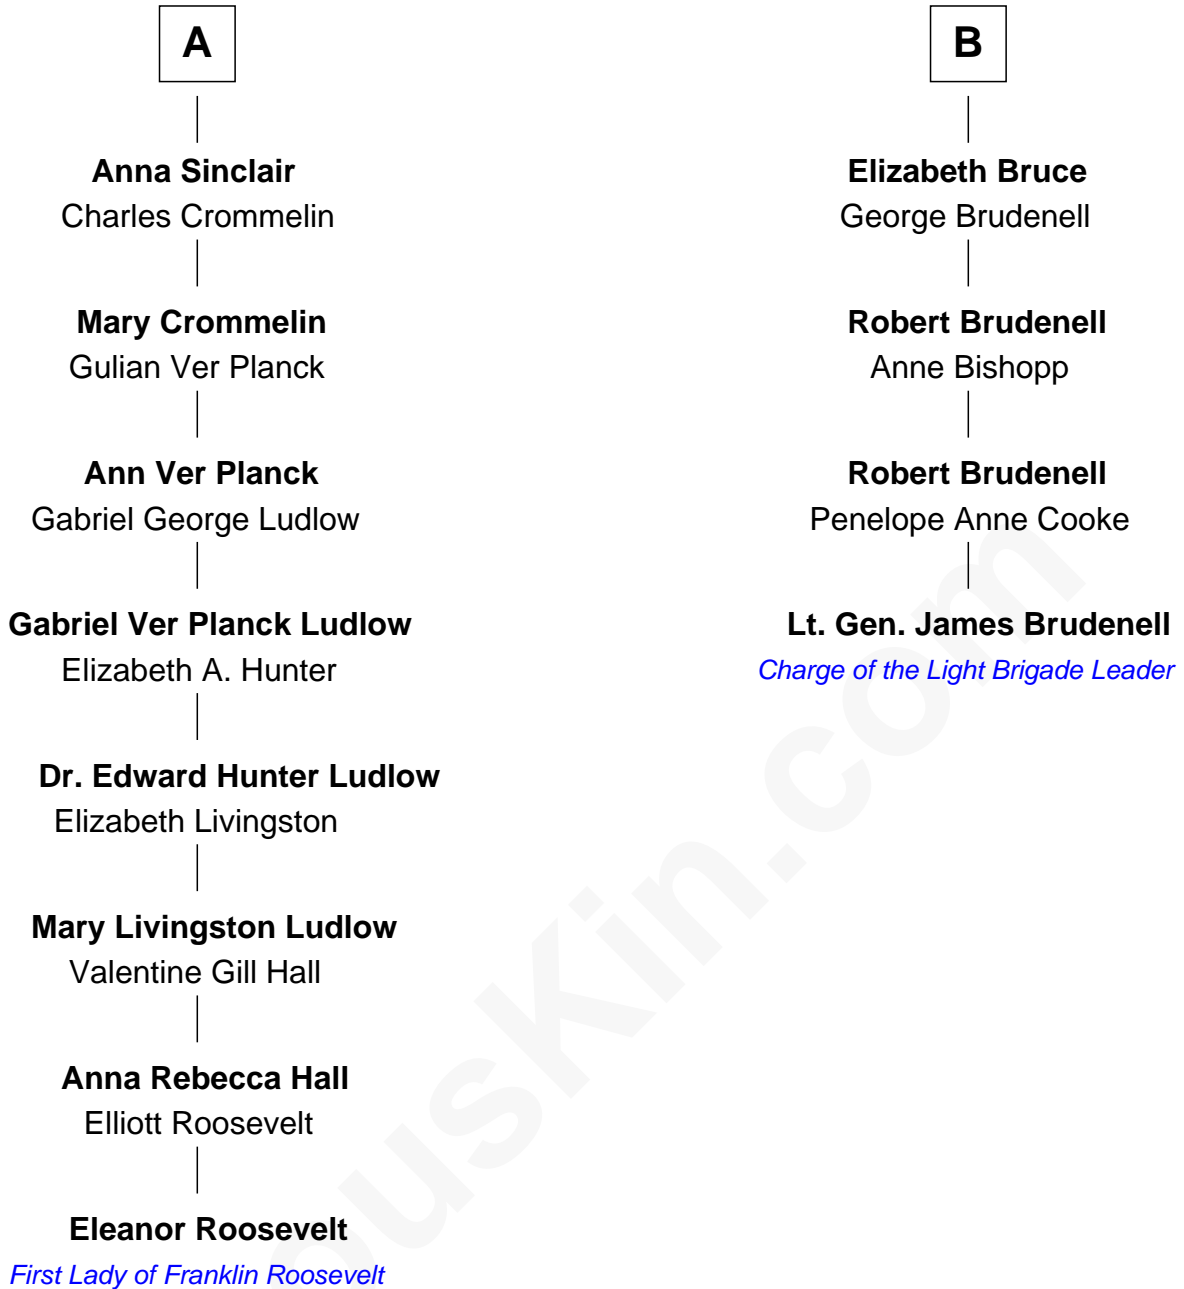 A
Anna Sinclair
Charles Crommelin
Mary Crommelin
Gulian Ver Planck
Ann Ver Planck
Gabriel George Ludlow
Gabriel Ver Planck Ludlow
Elizabeth A. Hunter
Dr. Edward Hunter Ludlow
Elizabeth Livingston
Mary Livingston Ludlow
Valentine Gill Hall
Anna Rebecca Hall
Elliott Roosevelt
Eleanor Roosevelt
First Lady of Franklin Roosevelt
B
Elizabeth Bruce
George Brudenell
Robert Brudenell
Anne Bishopp
Robert Brudenell
Penelope Anne Cooke
Lt. Gen. James Brudenell
Charge of the Light Brigade Leader
ousKin.com